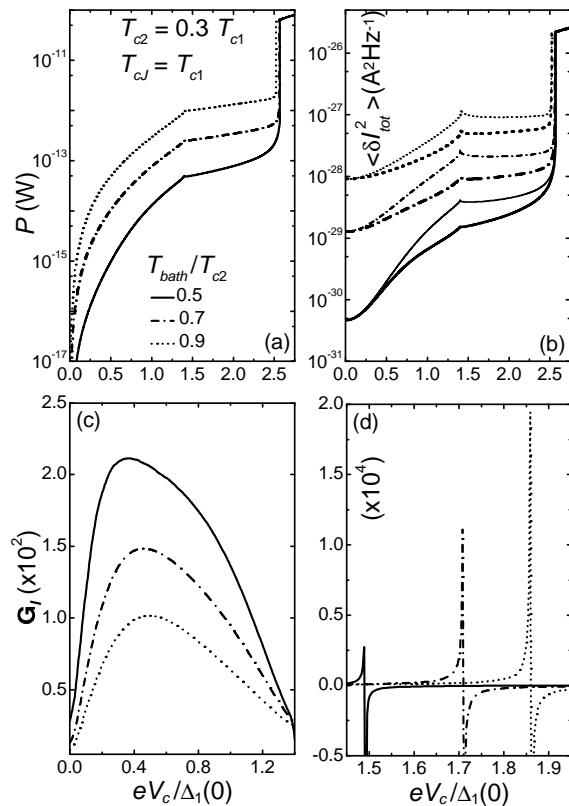 T_c2 = 0.3 T_c1
T_cJ = T_c1
P (W)
10^-11
10^-13
10^-15
10^-17
T_bath/T_c2
0.5
0.7
0.9
(a)
0.0 0.5 1.0 1.5 2.0 2.5
<δI²_tot>(A²Hz⁻¹)
10^-26
10^-27
10^-28
10^-29
10^-30
10^-31
(b)
0.0 0.5 1.0 1.5 2.0 2.5
(c)
G_I (x10²)
2.5
2.0
1.5
1.0
0.5
0.0 0.4 0.8 1.2
eV_c/Δ_1(0)
(d)
(x10⁴)
2.0
1.5
1.0
0.5
0.0
-0.5
1.5 1.6 1.7 1.8 1.9
eV_c/Δ_1(0)